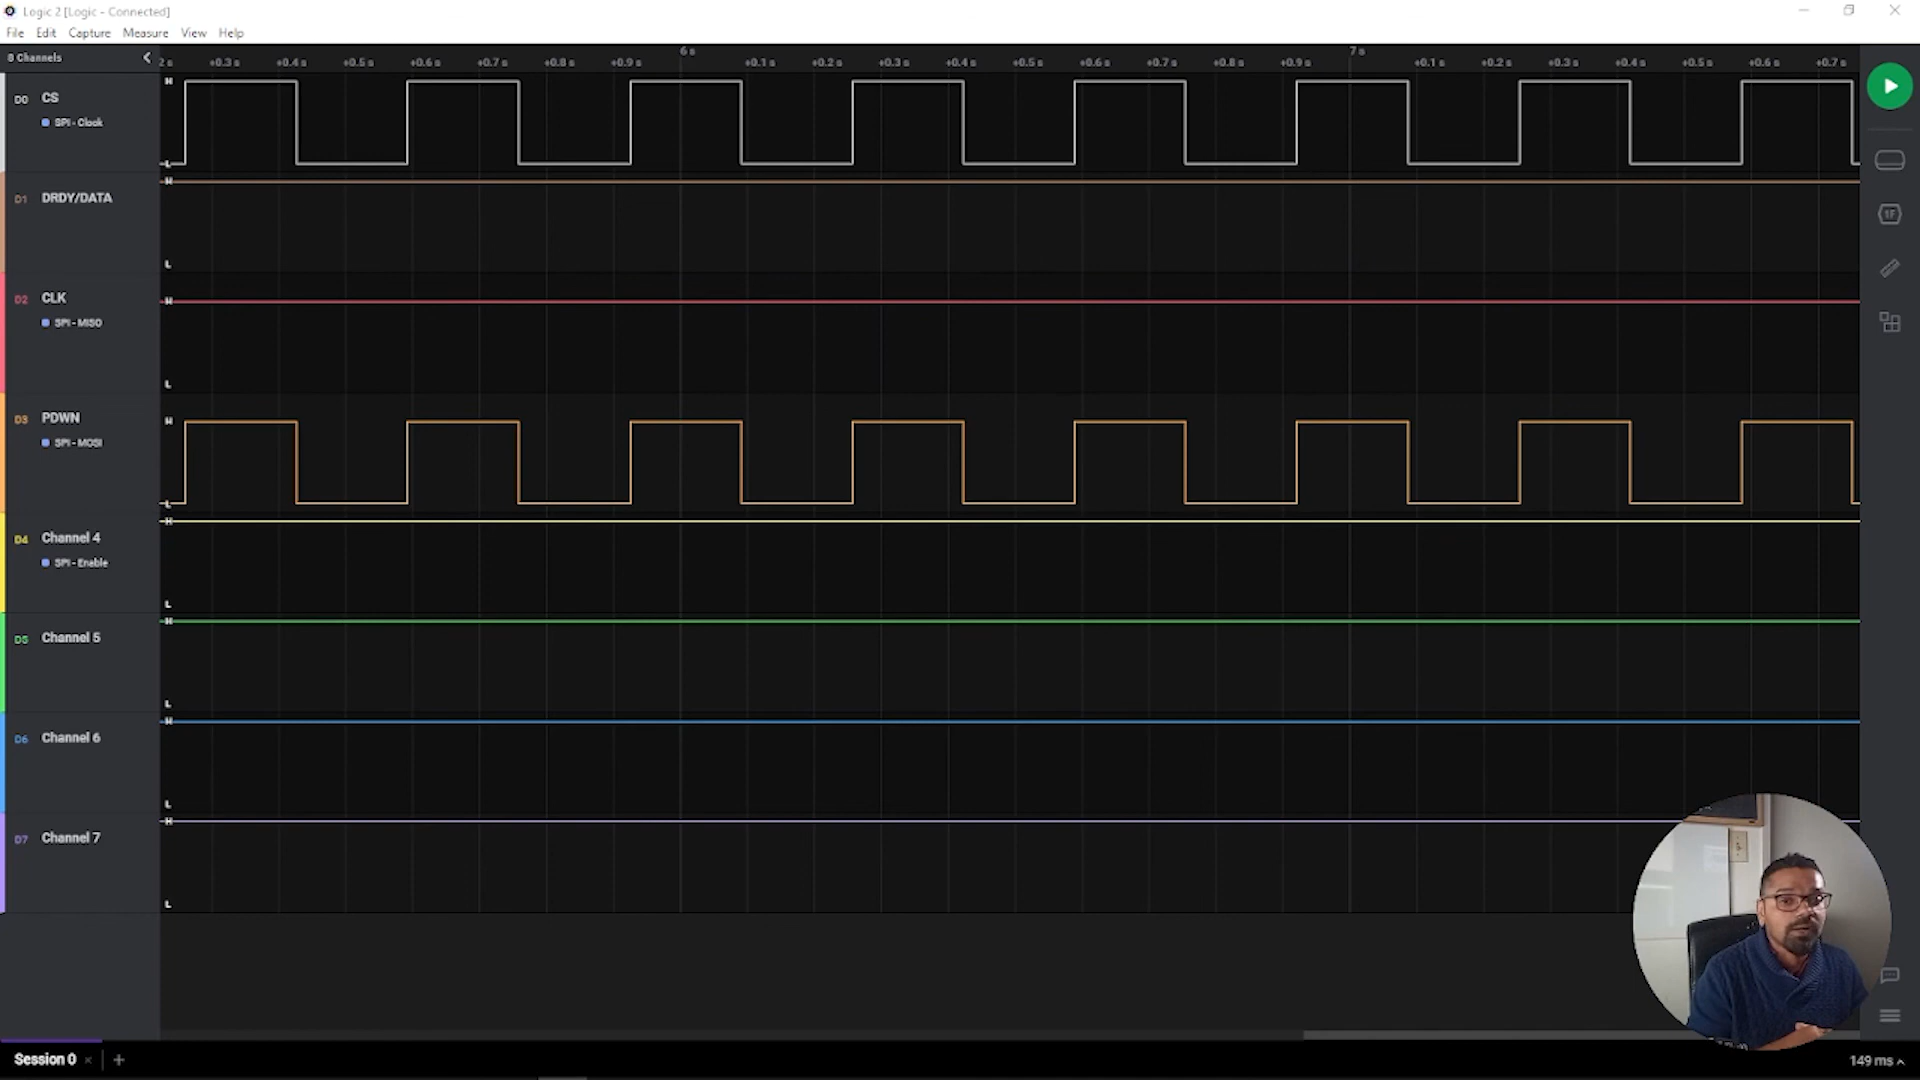 Logic 2 [Logic - Connected]
File Edit Capture Measure View Help
8 Channels
2 s +0.3 s +0.4 s +0.5 s +0.6 s +0.7 s +0.8 s +0.9 s 6 s +0.1 s +0.2 s +0.3 s +0.4 s +0.5 s +0.6 s +0.7 s +0.8 s +0.9 s 7 s +0.1 s +0.2 s +0.3 s +0.4 s +0.5 s +0.6 s +0.7 s
D0 CS
SPI - Clock
H
L
D1 DRDY/DATA
H
L
D2 CLK
SPI - MISO
H
L
D3 PDWN
SPI - MOSI
H
L
D4 Channel 4
SPI - Enable
H
L
D5 Channel 5
H
L
D6 Channel 6
H
L
D7 Channel 7
H
L
1F
Session 0 × +
149 ms